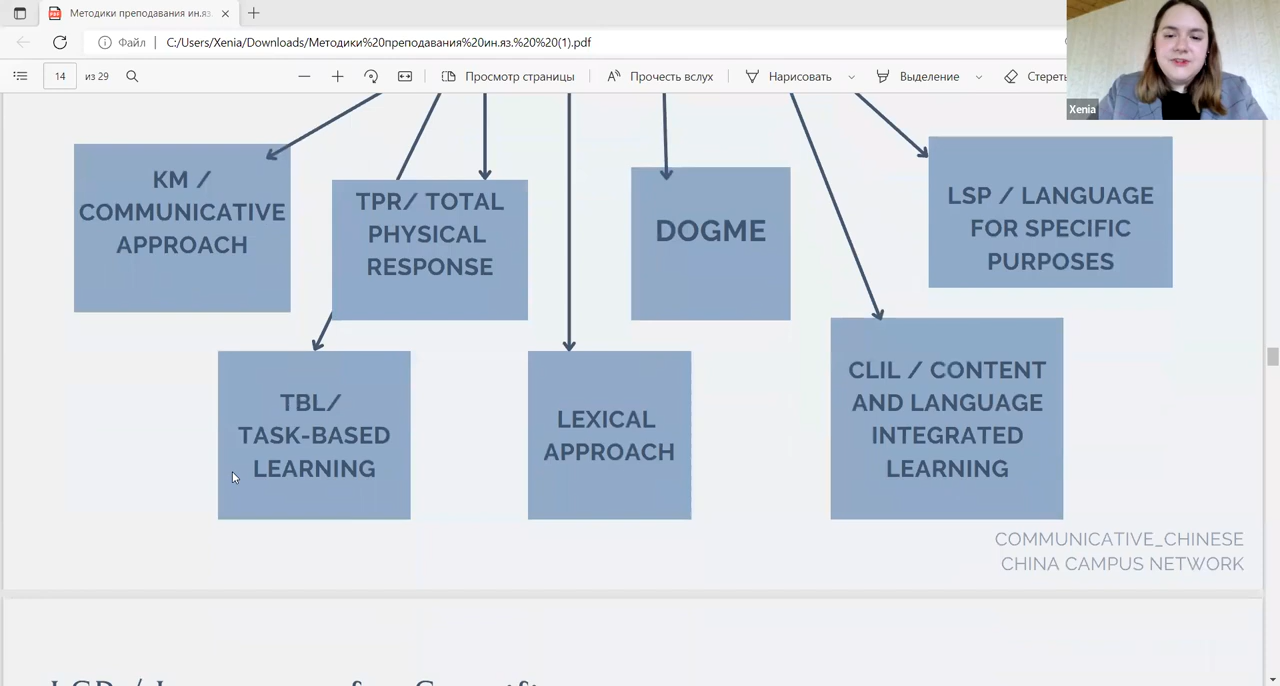 Методики преподавания ин.яз.
Файл
C:/Users/Xenia/Downloads/Методики%20преподавания%20ин.яз.%20%20(1).pdf
14
из 29
Просмотр страницы
Прочесть вслух
Нарисовать
Выделение
Стереть
Xenia
KM /
COMMUNICATIVE
APPROACH
TPR/ TOTAL
PHYSICAL
RESPONSE
DOGME
LSP / LANGUAGE
FOR SPECIFIC
PURPOSES
TBL/
TASK-BASED
LEARNING
LEXICAL
APPROACH
CLIL / CONTENT
AND LANGUAGE
INTEGRATED
LEARNING
COMMUNICATIVE_CHINESE
CHINA CAMPUS NETWORK